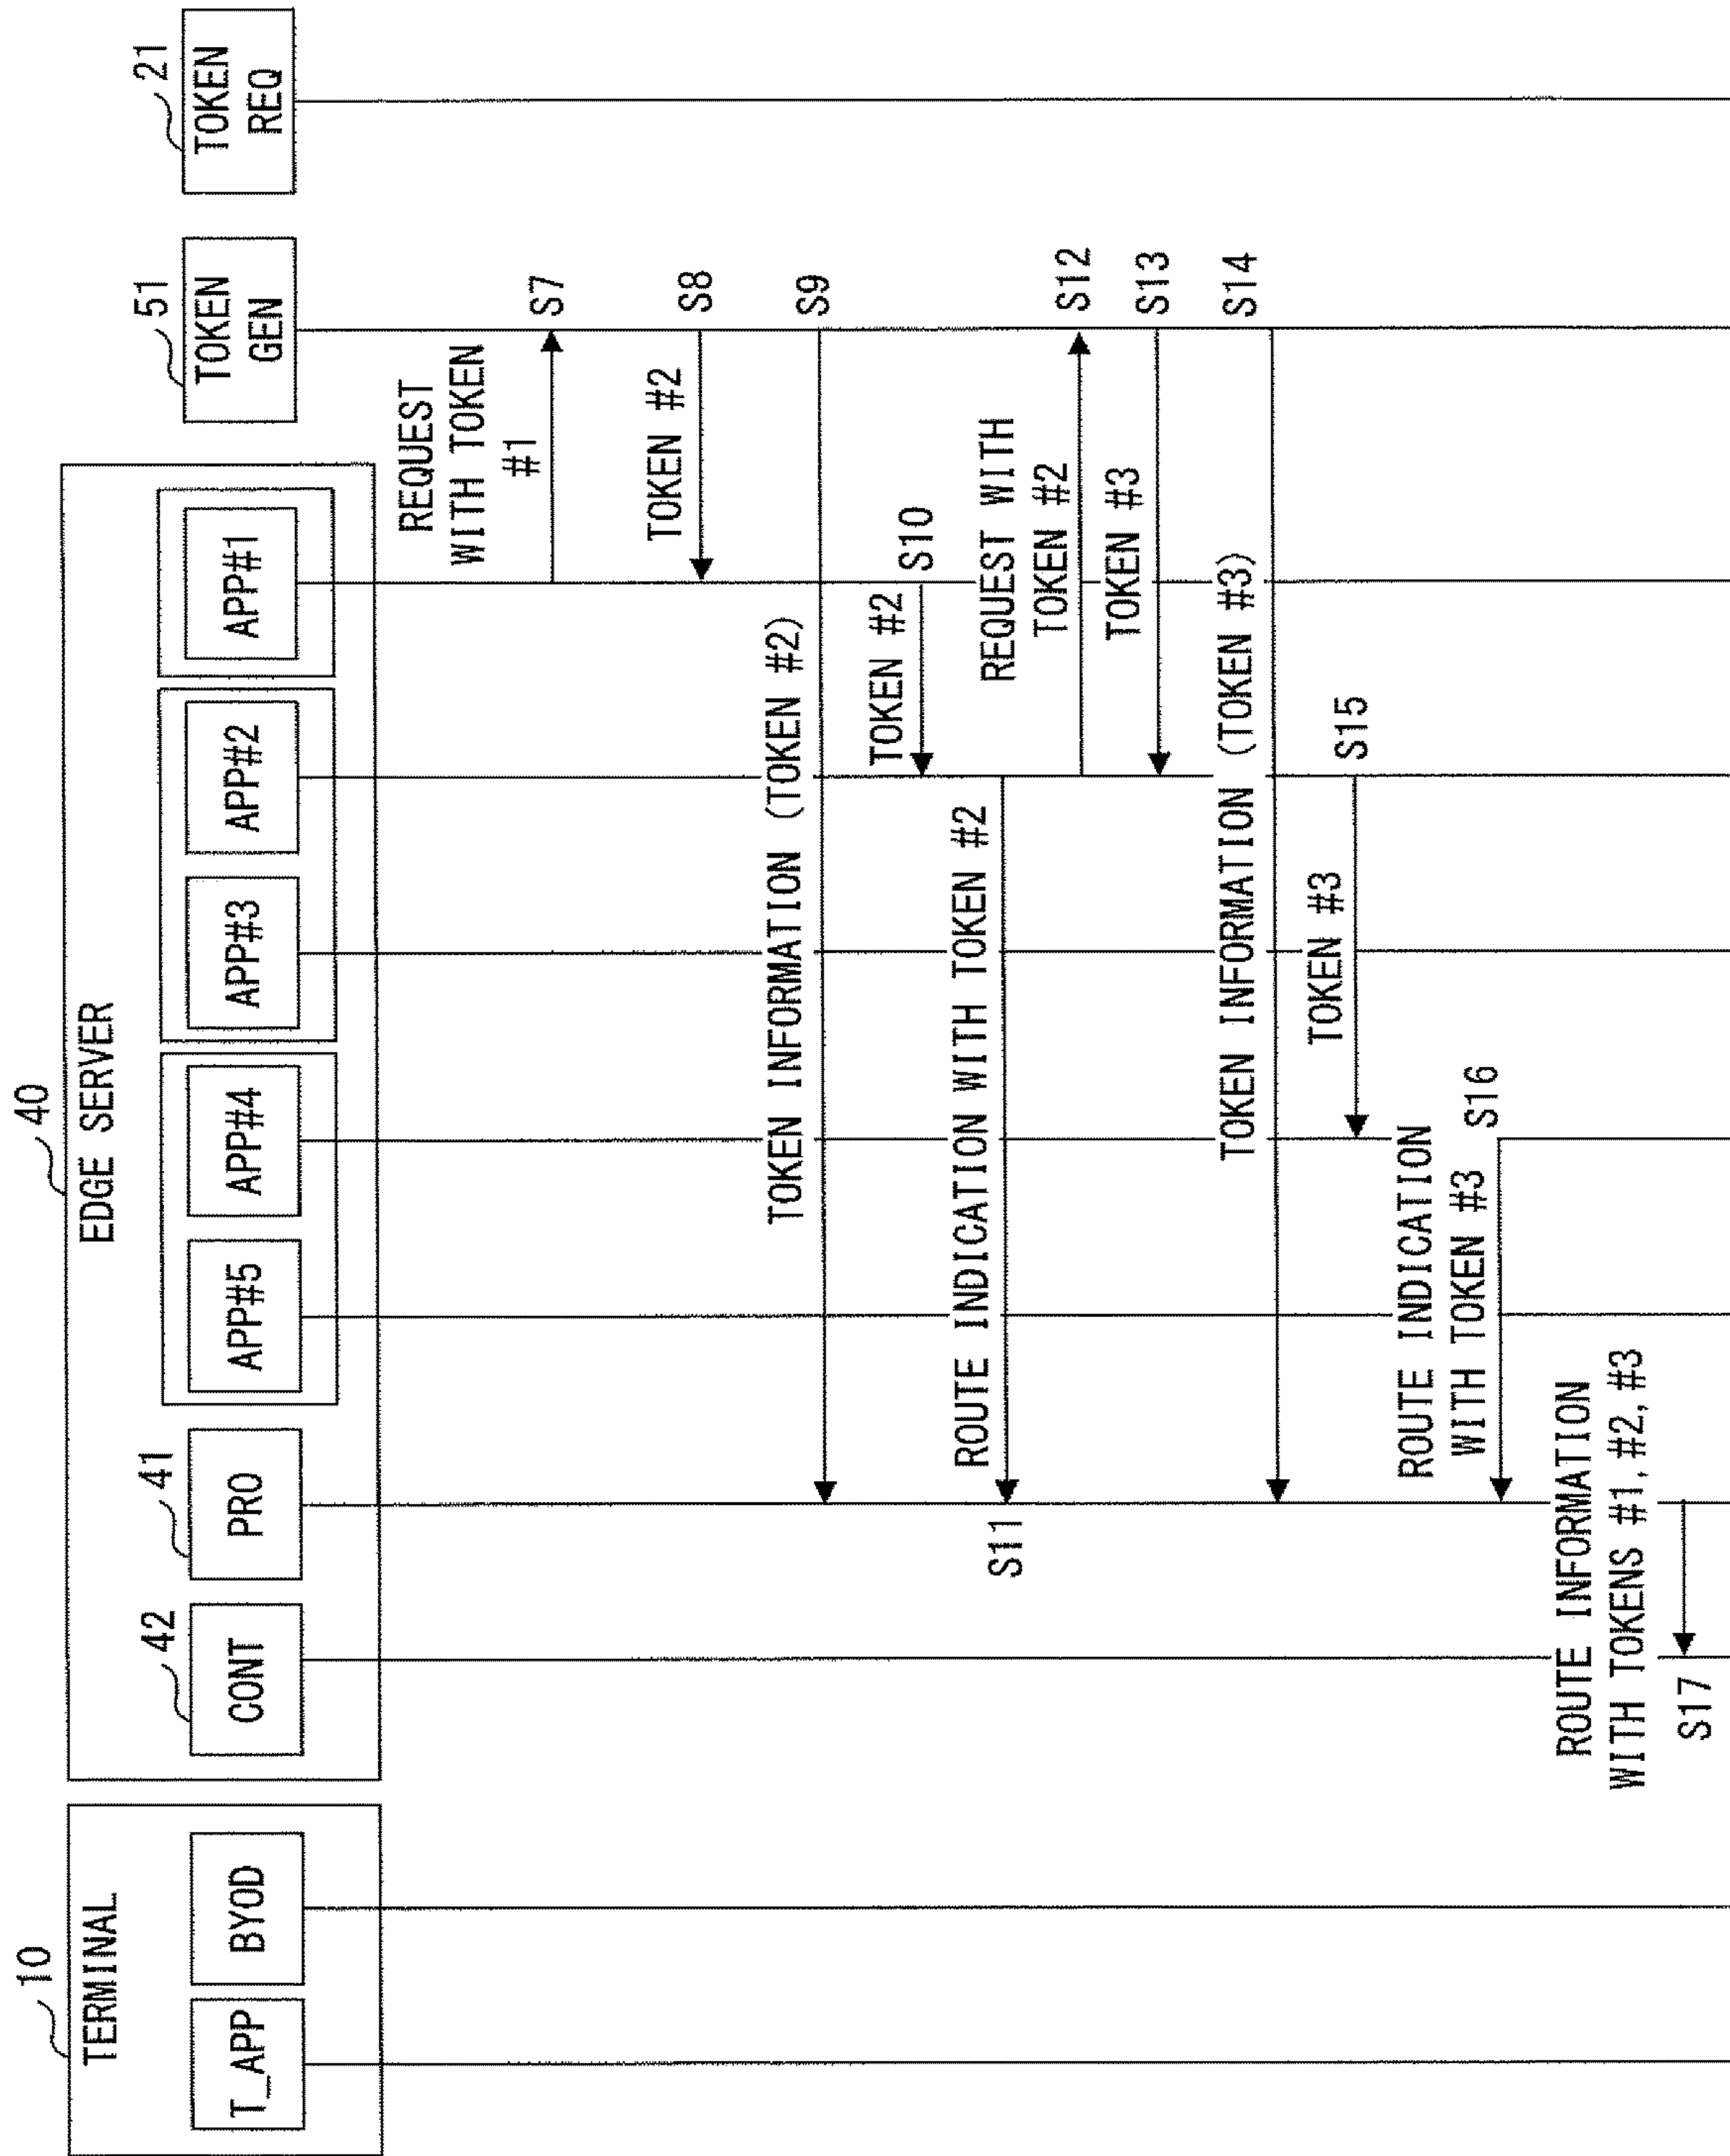 10
TERMINAL
T_APP
BYOD
40
EDGE SERVER
42
CONT
41
PRO
APP#5
APP#4
APP#3
APP#2
APP#1
51
TOKEN
GEN
21
TOKEN
REQ
REQUEST
WITH TOKEN
#1
S7
TOKEN #2
S8
TOKEN INFORMATION (TOKEN #2)
S9
TOKEN #2
S10
ROUTE INDICATION WITH TOKEN #2
S11
REQUEST WITH
TOKEN #2
S12
TOKEN #3
S13
TOKEN INFORMATION (TOKEN #3)
S14
TOKEN #3
S15
ROUTE INDICATION
WITH TOKEN #3
S16
ROUTE INFORMATION
WITH TOKENS #1, #2, #3
S17